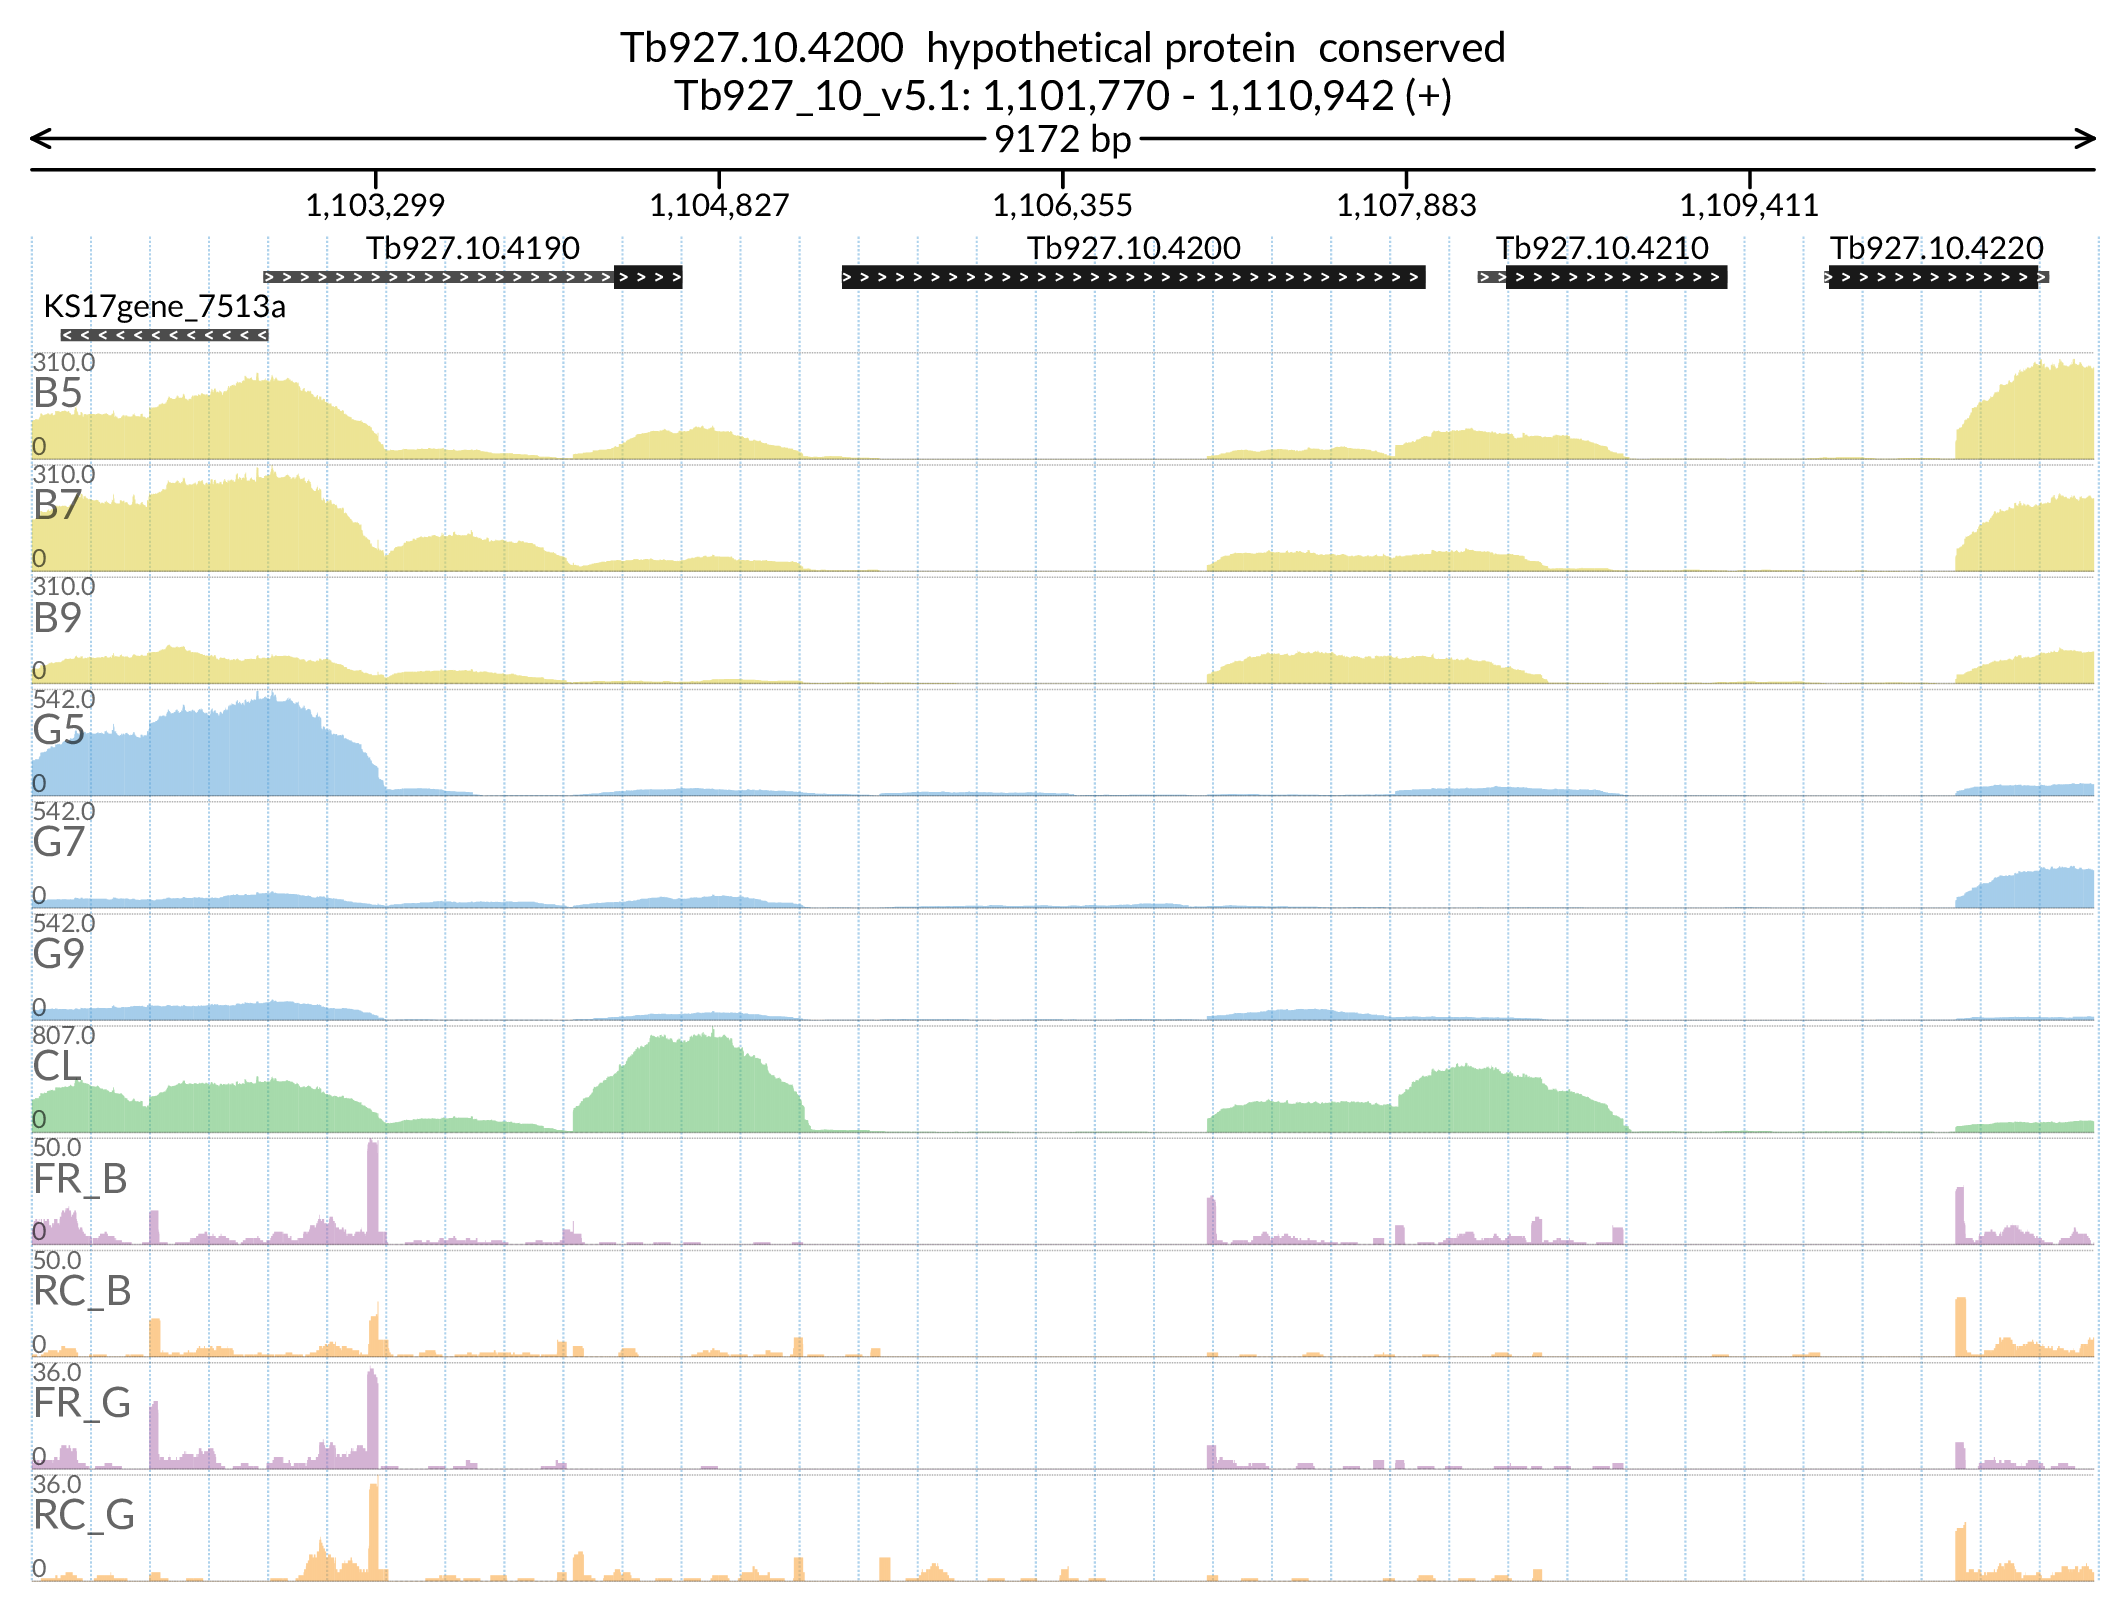 Tb927.10.4200  hypothetical protein  conserved
Tb927_10_v5.1: 1,101,770 - 1,110,942 (+)
9172 bp
1,103,299 1,104,827 1,106,355 1,107,883 1,109,411
Tb927.10.4190 Tb927.10.4200 Tb927.10.4210 Tb927.10.4220
KS17gene_7513a
310.0
B5
0
310.0
B7
0
310.0
B9
0
542.0
G5
0
542.0
G7
0
542.0
G9
0
807.0
CL
0
50.0
FR_B
0
50.0
RC_B
0
36.0
FR_G
0
36.0
RC_G
0